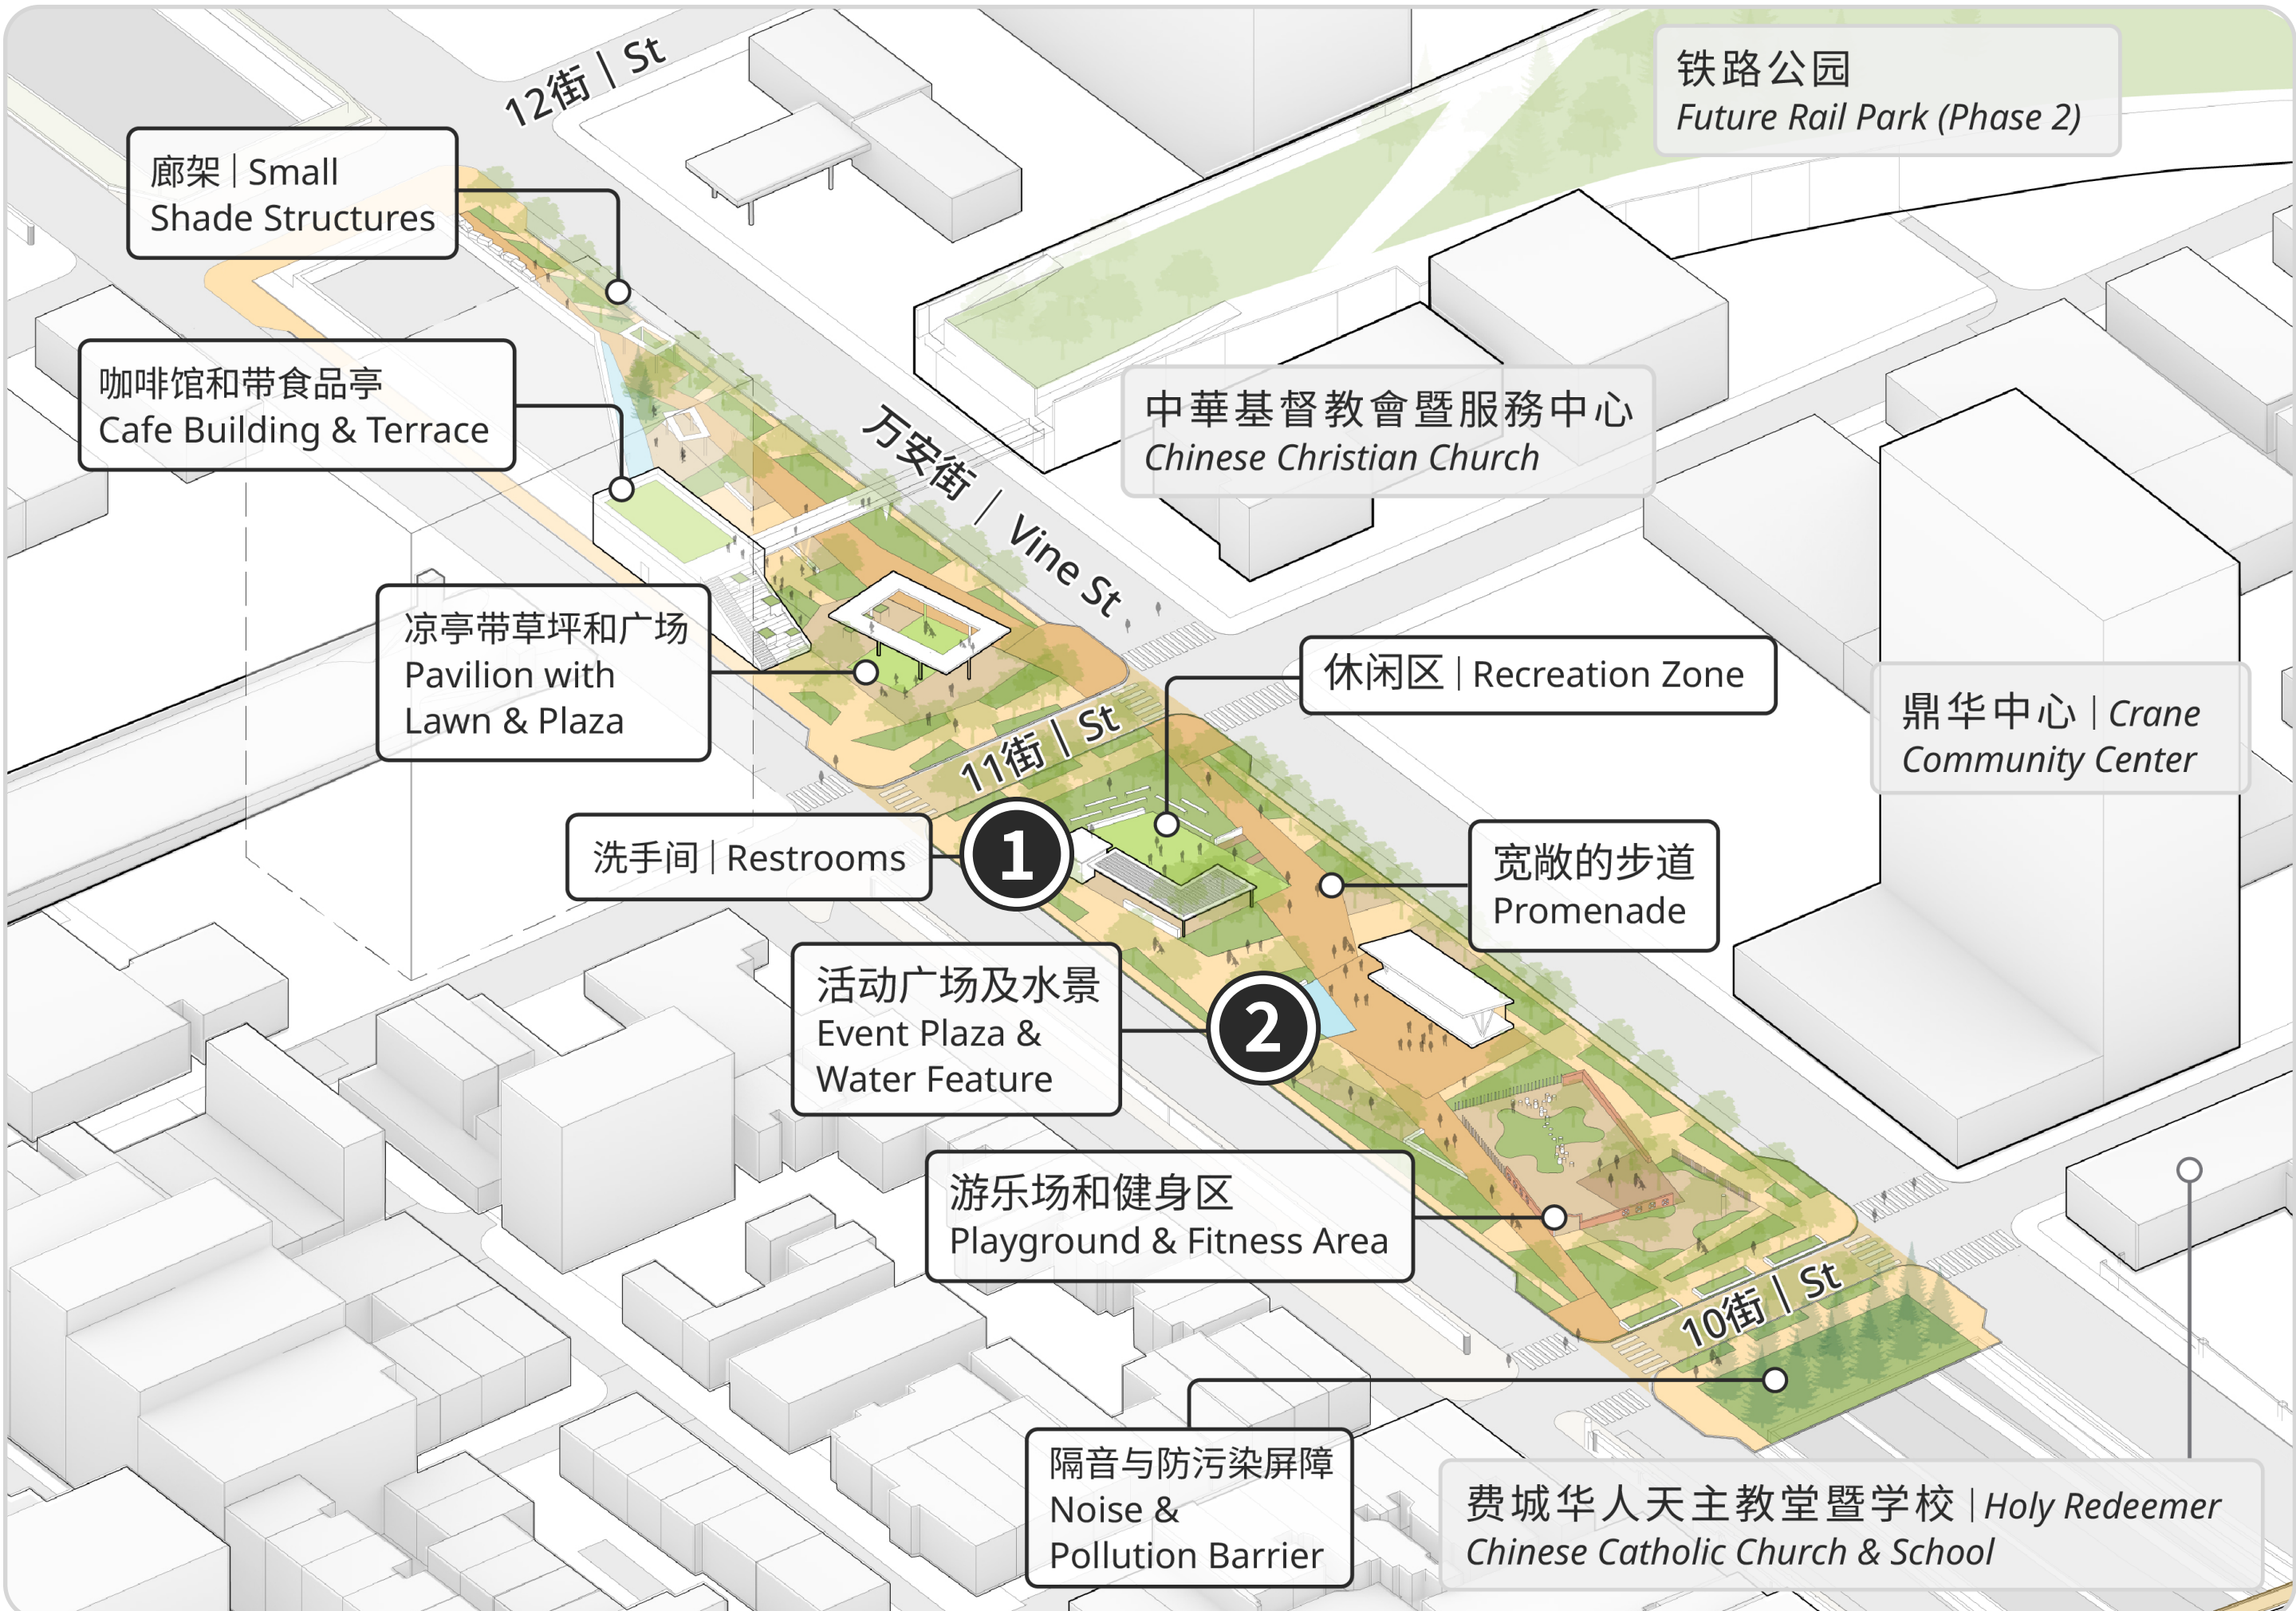 12街 | St
铁路公园
Future Rail Park (Phase 2)
廊架 | Small
Shade Structures
咖啡馆和带食品亭
Cafe Building & Terrace
中華基督教會暨服務中心
Chinese Christian Church
万安街 | Vine St
凉亭带草坪和广场
Pavilion with
Lawn & Plaza
休闲区 | Recreation Zone
鼎华中心 | Crane
Community Center
11街 | St
洗手间 | Restrooms
1
宽敞的步道
Promenade
活动广场及水景
Event Plaza &
Water Feature
2
游乐场和健身区
Playground & Fitness Area
10街 | St
隔音与防污染屏障
Noise &
Pollution Barrier
费城华人天主教堂暨学校 | Holy Redeemer
Chinese Catholic Church & School